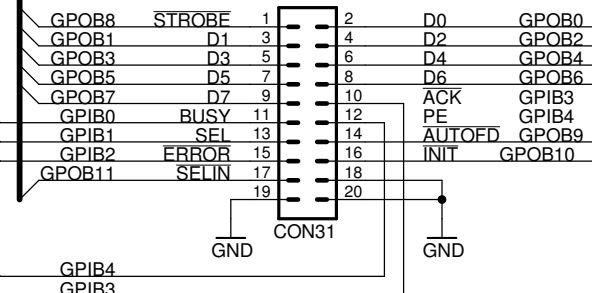 GPOB8 STROBE 1 2 D0 GPOB0
GPOB1 D1 3 4 D2 GPOB2
GPOB3 D3 5 6 D4 GPOB4
GPOB5 D5 7 8 D6 GPOB6
GPOB7 D7 9 10 ACK GPIB3
GPIB0 BUSY 11 12 PE GPIB4
GPIB1 SEL 13 14 AUTOFD GPOB9
GPIB2 ERROR 15 16 INIT GPOB10
GPOB11 SELIN 17 18
19 20
CON31
GND GND
GPIB4
GPIB3